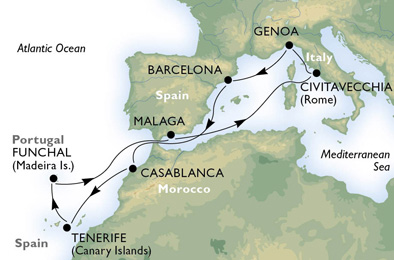 GENOA
Atlantic Ocean
Italy
BARCELONA
CIVITAVECCHIA
(Rome)
Spain
MALAGA
Portugal
FUNCHAL
(Madeira Is.)
Mediterranean
Sea
CASABLANCA
Morocco
Spain
TENERIFE
(Canary Islands)